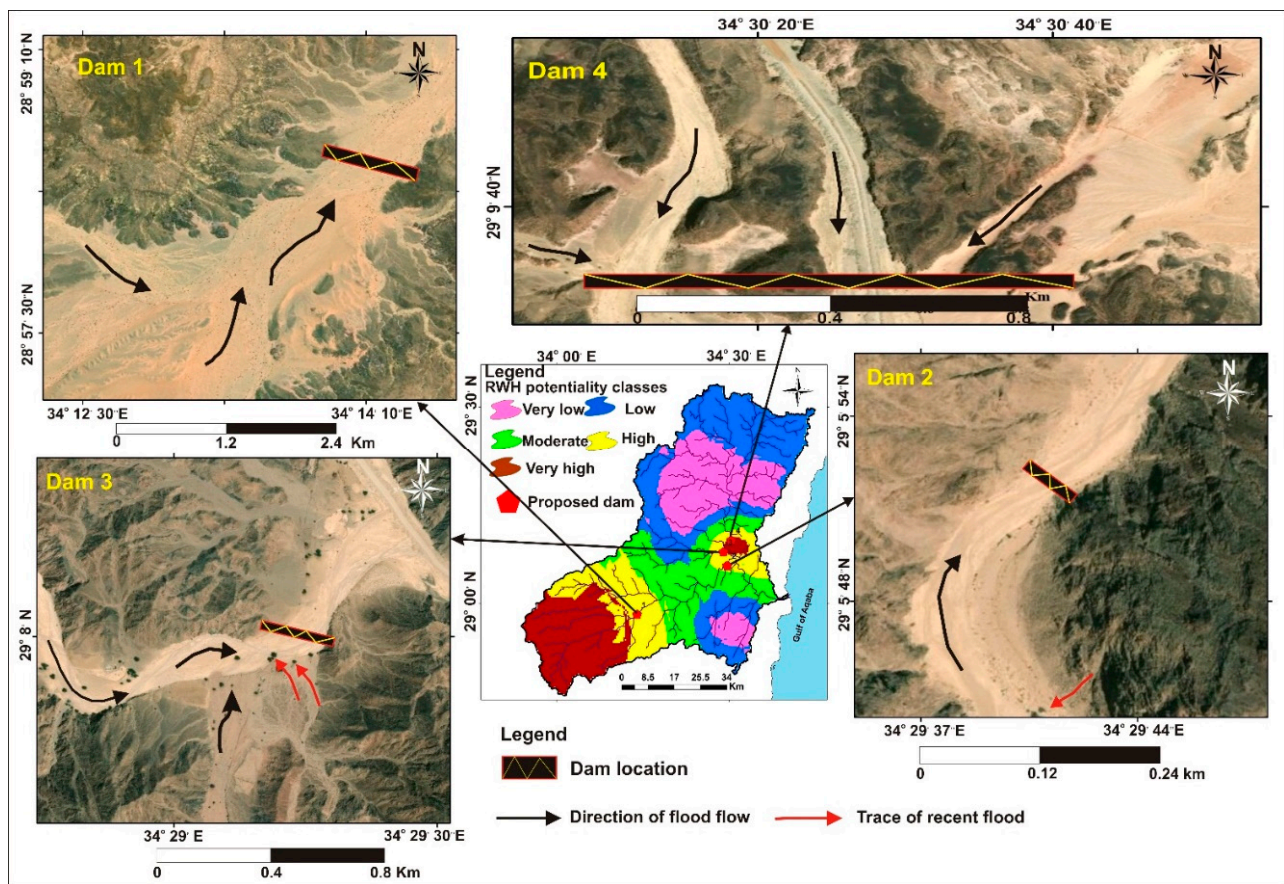 Dam 1
N
28° 59' 10"
28° 57' 30"
34° 12' 30"
34° 14' 10"
0
1.2
2.4
Km
34° 30' 20"
34° 30' 40"
Dam 4
N
29° 9' 40"
Km
0
0.4
0.8
34° 00' E
34° 30' E
29° 30'
29° 00'
Legend
RWH potentiality classes
Very low
Low
Moderate
High
Very high
Proposed dam
Gulf of Aqaba
0 8.5 17 25.5 34
Km
Dam 2
N
29° 5' 54" N
29° 5' 48" N
34° 29' 37"
34° 29' 44"
0
0.12
0.24 km
Dam 3
N
29° 8' N
34° 29' E
34° 29' 30"
0
0.4
0.8 Km
Legend
Dam location
Direction of flood flow
Trace of recent flood